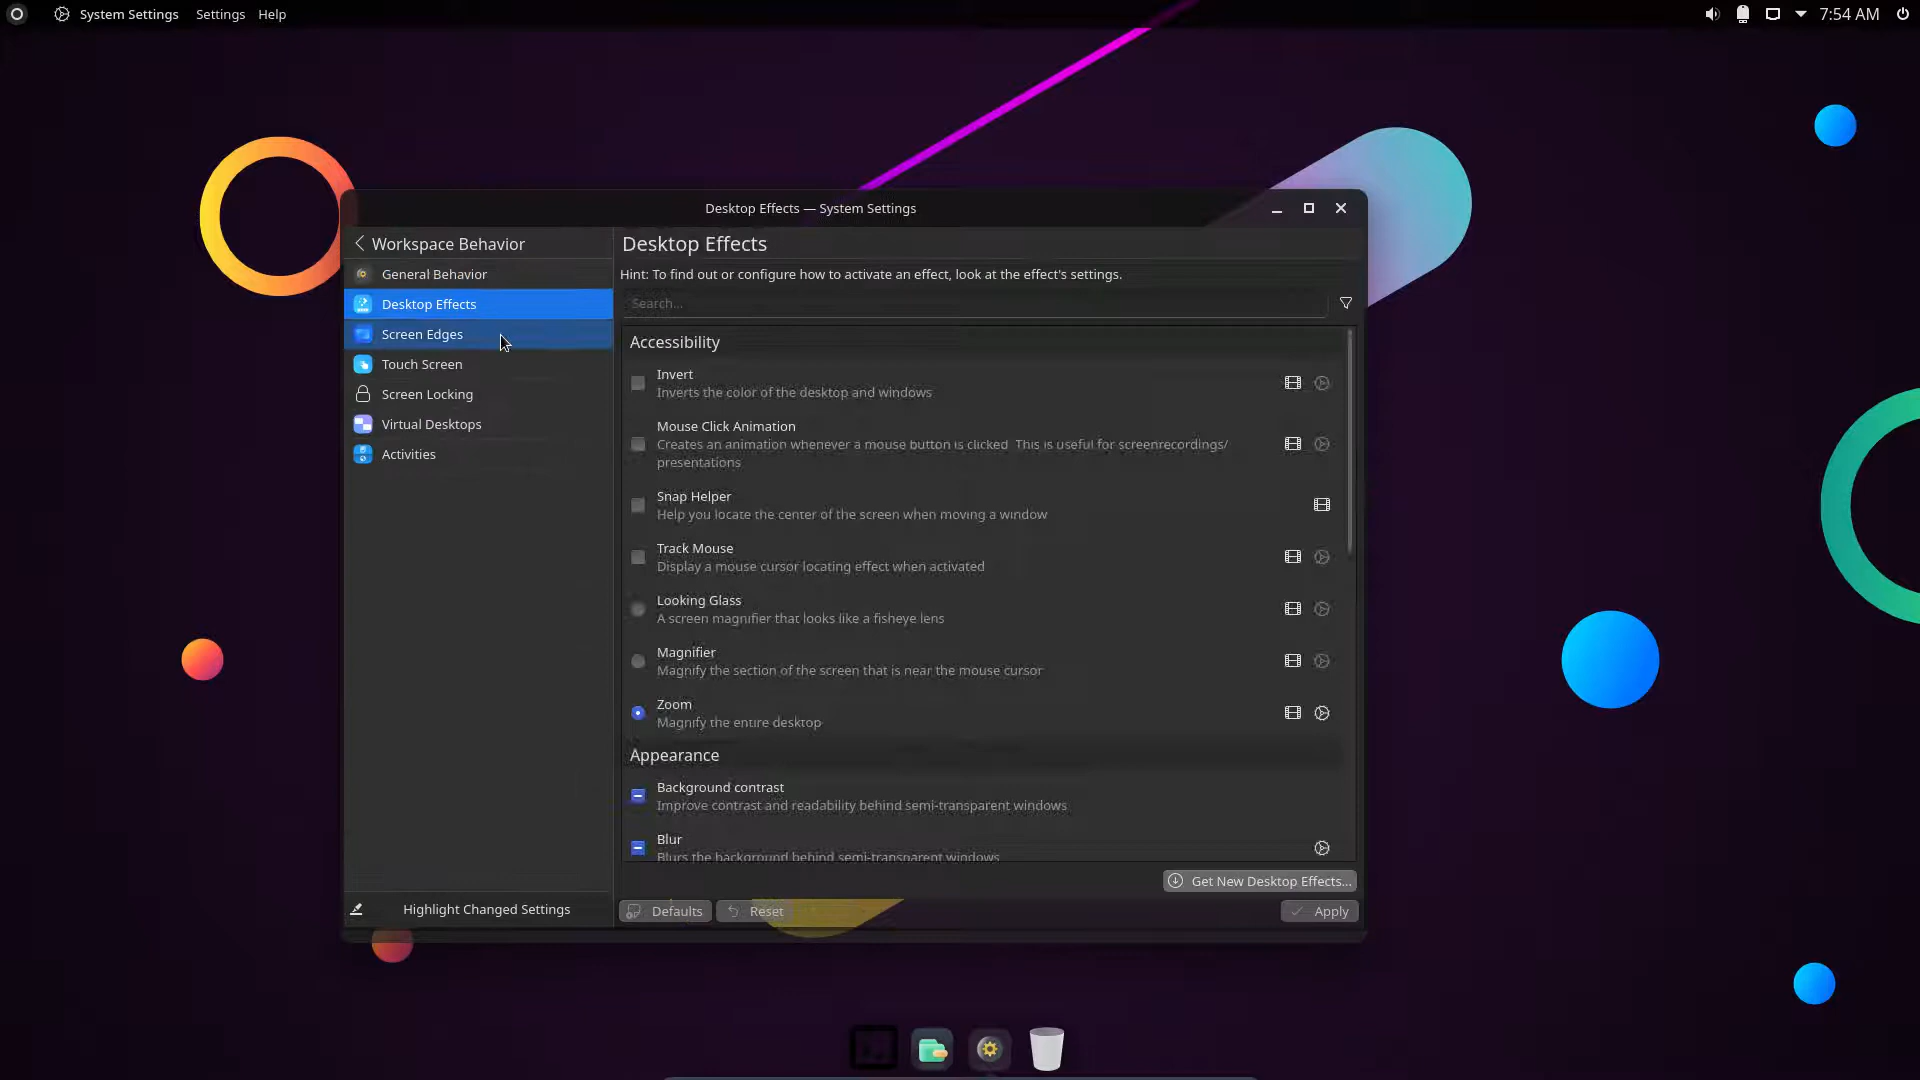 System Settings Settings Help 7:54 AM
Desktop Effects — System Settings
Workspace Behavior
General Behavior
Desktop Effects
Screen Edges
Touch Screen
Screen Locking
Virtual Desktops
Activities
Highlight Changed Settings
Desktop Effects
Hint: To find out or configure how to activate an effect, look at the effect's settings.
Search...
Accessibility
Invert
Inverts the color of the desktop and windows
Mouse Click Animation
Creates an animation whenever a mouse button is clicked. This is useful for screenrecordings/
presentations
Snap Helper
Help you locate the center of the screen when moving a window
Track Mouse
Display a mouse cursor locating effect when activated
Looking Glass
A screen magnifier that looks like a fisheye lens
Magnifier
Magnify the section of the screen that is near the mouse cursor
Zoom
Magnify the entire desktop
Appearance
Background contrast
Improve contrast and readability behind semi-transparent windows
Blur
Blurs the background behind semi-transparent windows
Get New Desktop Effects...
Defaults Reset Apply